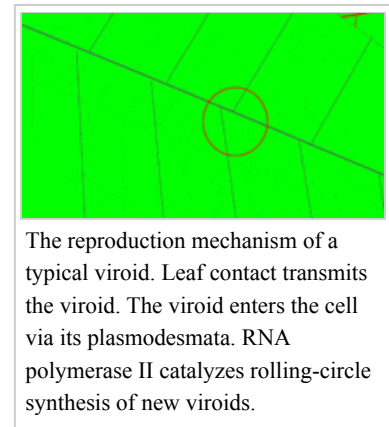 The reproduction mechanism of a
typical viroid. Leaf contact transmits
the viroid. The viroid enters the cell
via its plasmodesmata. RNA
polymerase II catalyzes rolling-circle
synthesis of new viroids.